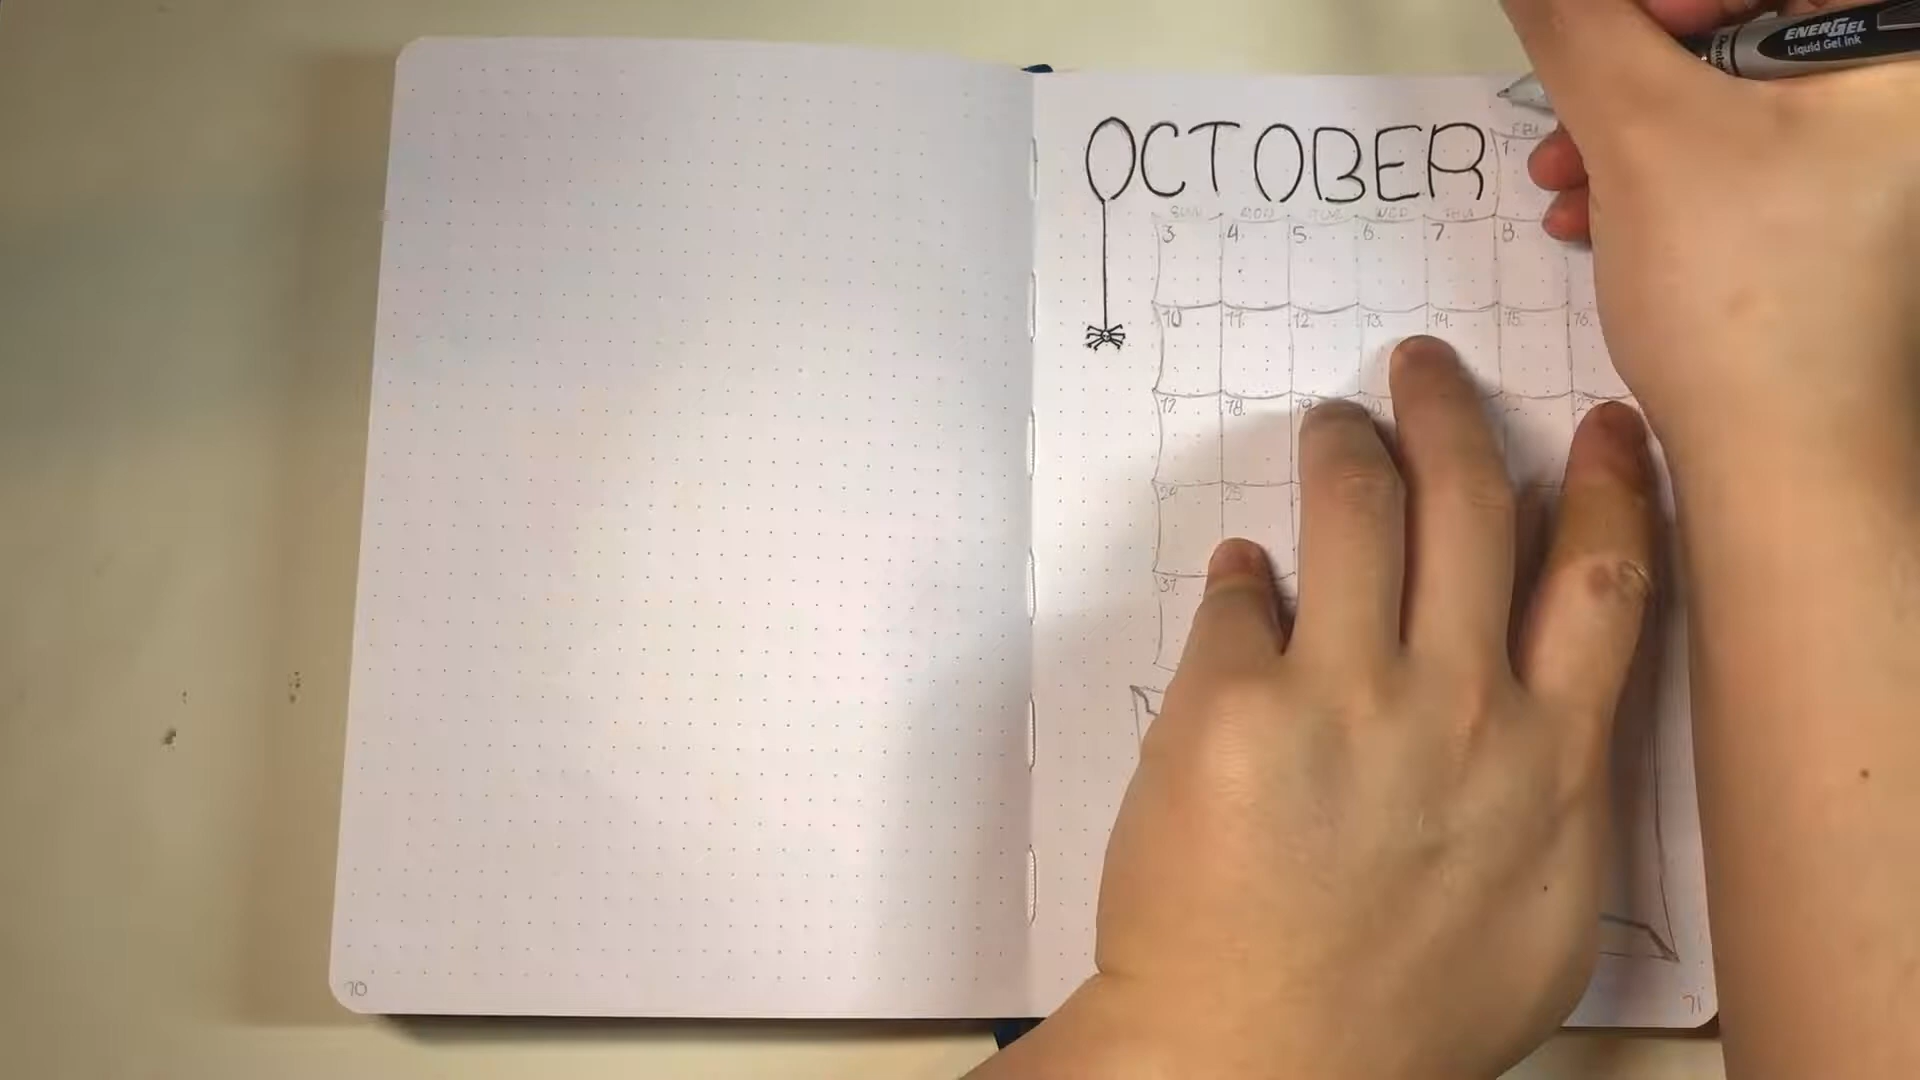 ENERGEL
Liquid Gel ink
OCTOBER
FRI
1.
SUN MON TUE WED THU
3. 4. 5. 6. 7. 8.
10 11. 12. 13. 14. 15. 16.
17. 18. 19.
24 25.
31.
70
71